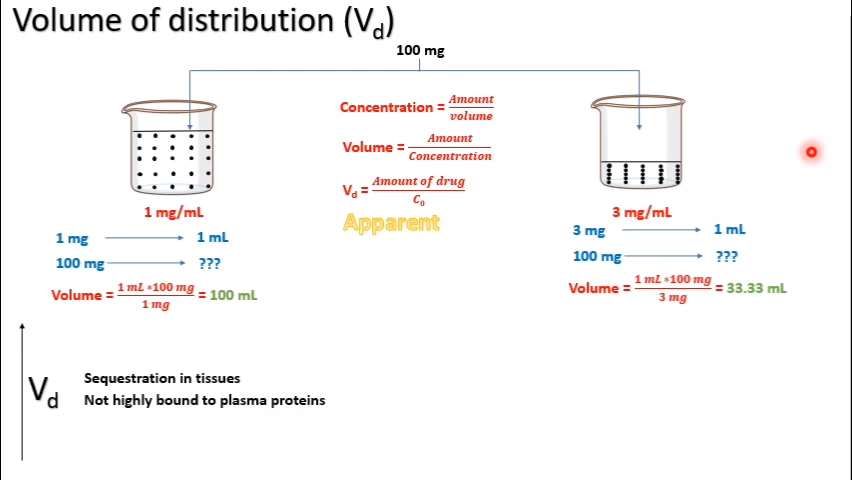 Volume of distribution (Vd)
100 mg
Concentration = Amount / volume
Volume = Amount / Concentration
Vd = Amount of drug / C0
Apparent
1 mg/mL
1 mg 1 mL
100 mg ???
Volume = 1 mL *100 mg / 1 mg = 100 mL
3 mg/mL
3 mg 1 mL
100 mg ???
Volume = 1 mL *100 mg / 3 mg = 33.33 mL
Vd
Sequestration in tissues
Not highly bound to plasma proteins